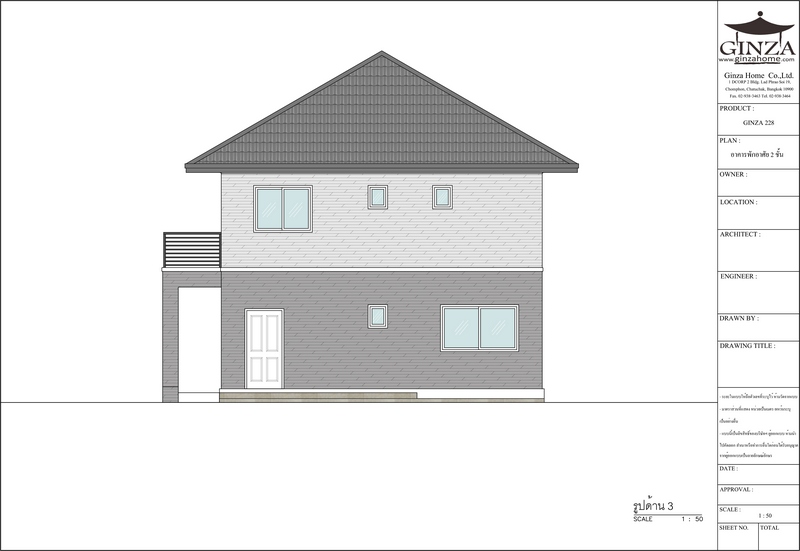 GINZA
www.ginzahome.com
Ginza Home Co.,Ltd.
1 DCORP 2 Bldg. Lad Phrao Soi 19,
Chomphon, Chatuchak, Bangkok 10900
Fax. 02-938-3463 Tel. 02-938-3464
PRODUCT :
GINZA 228
PLAN :
อาคารพักอาศัย 2 ชั้น
OWNER :
LOCATION :
ARCHITECT :
ENGINEER :
DRAWN BY :
DRAWING TITLE :
DATE :
APPROVAL :
SCALE :
1 : 50
SHEET NO. TOTAL
รูปด้าน 3
SCALE 1 : 50